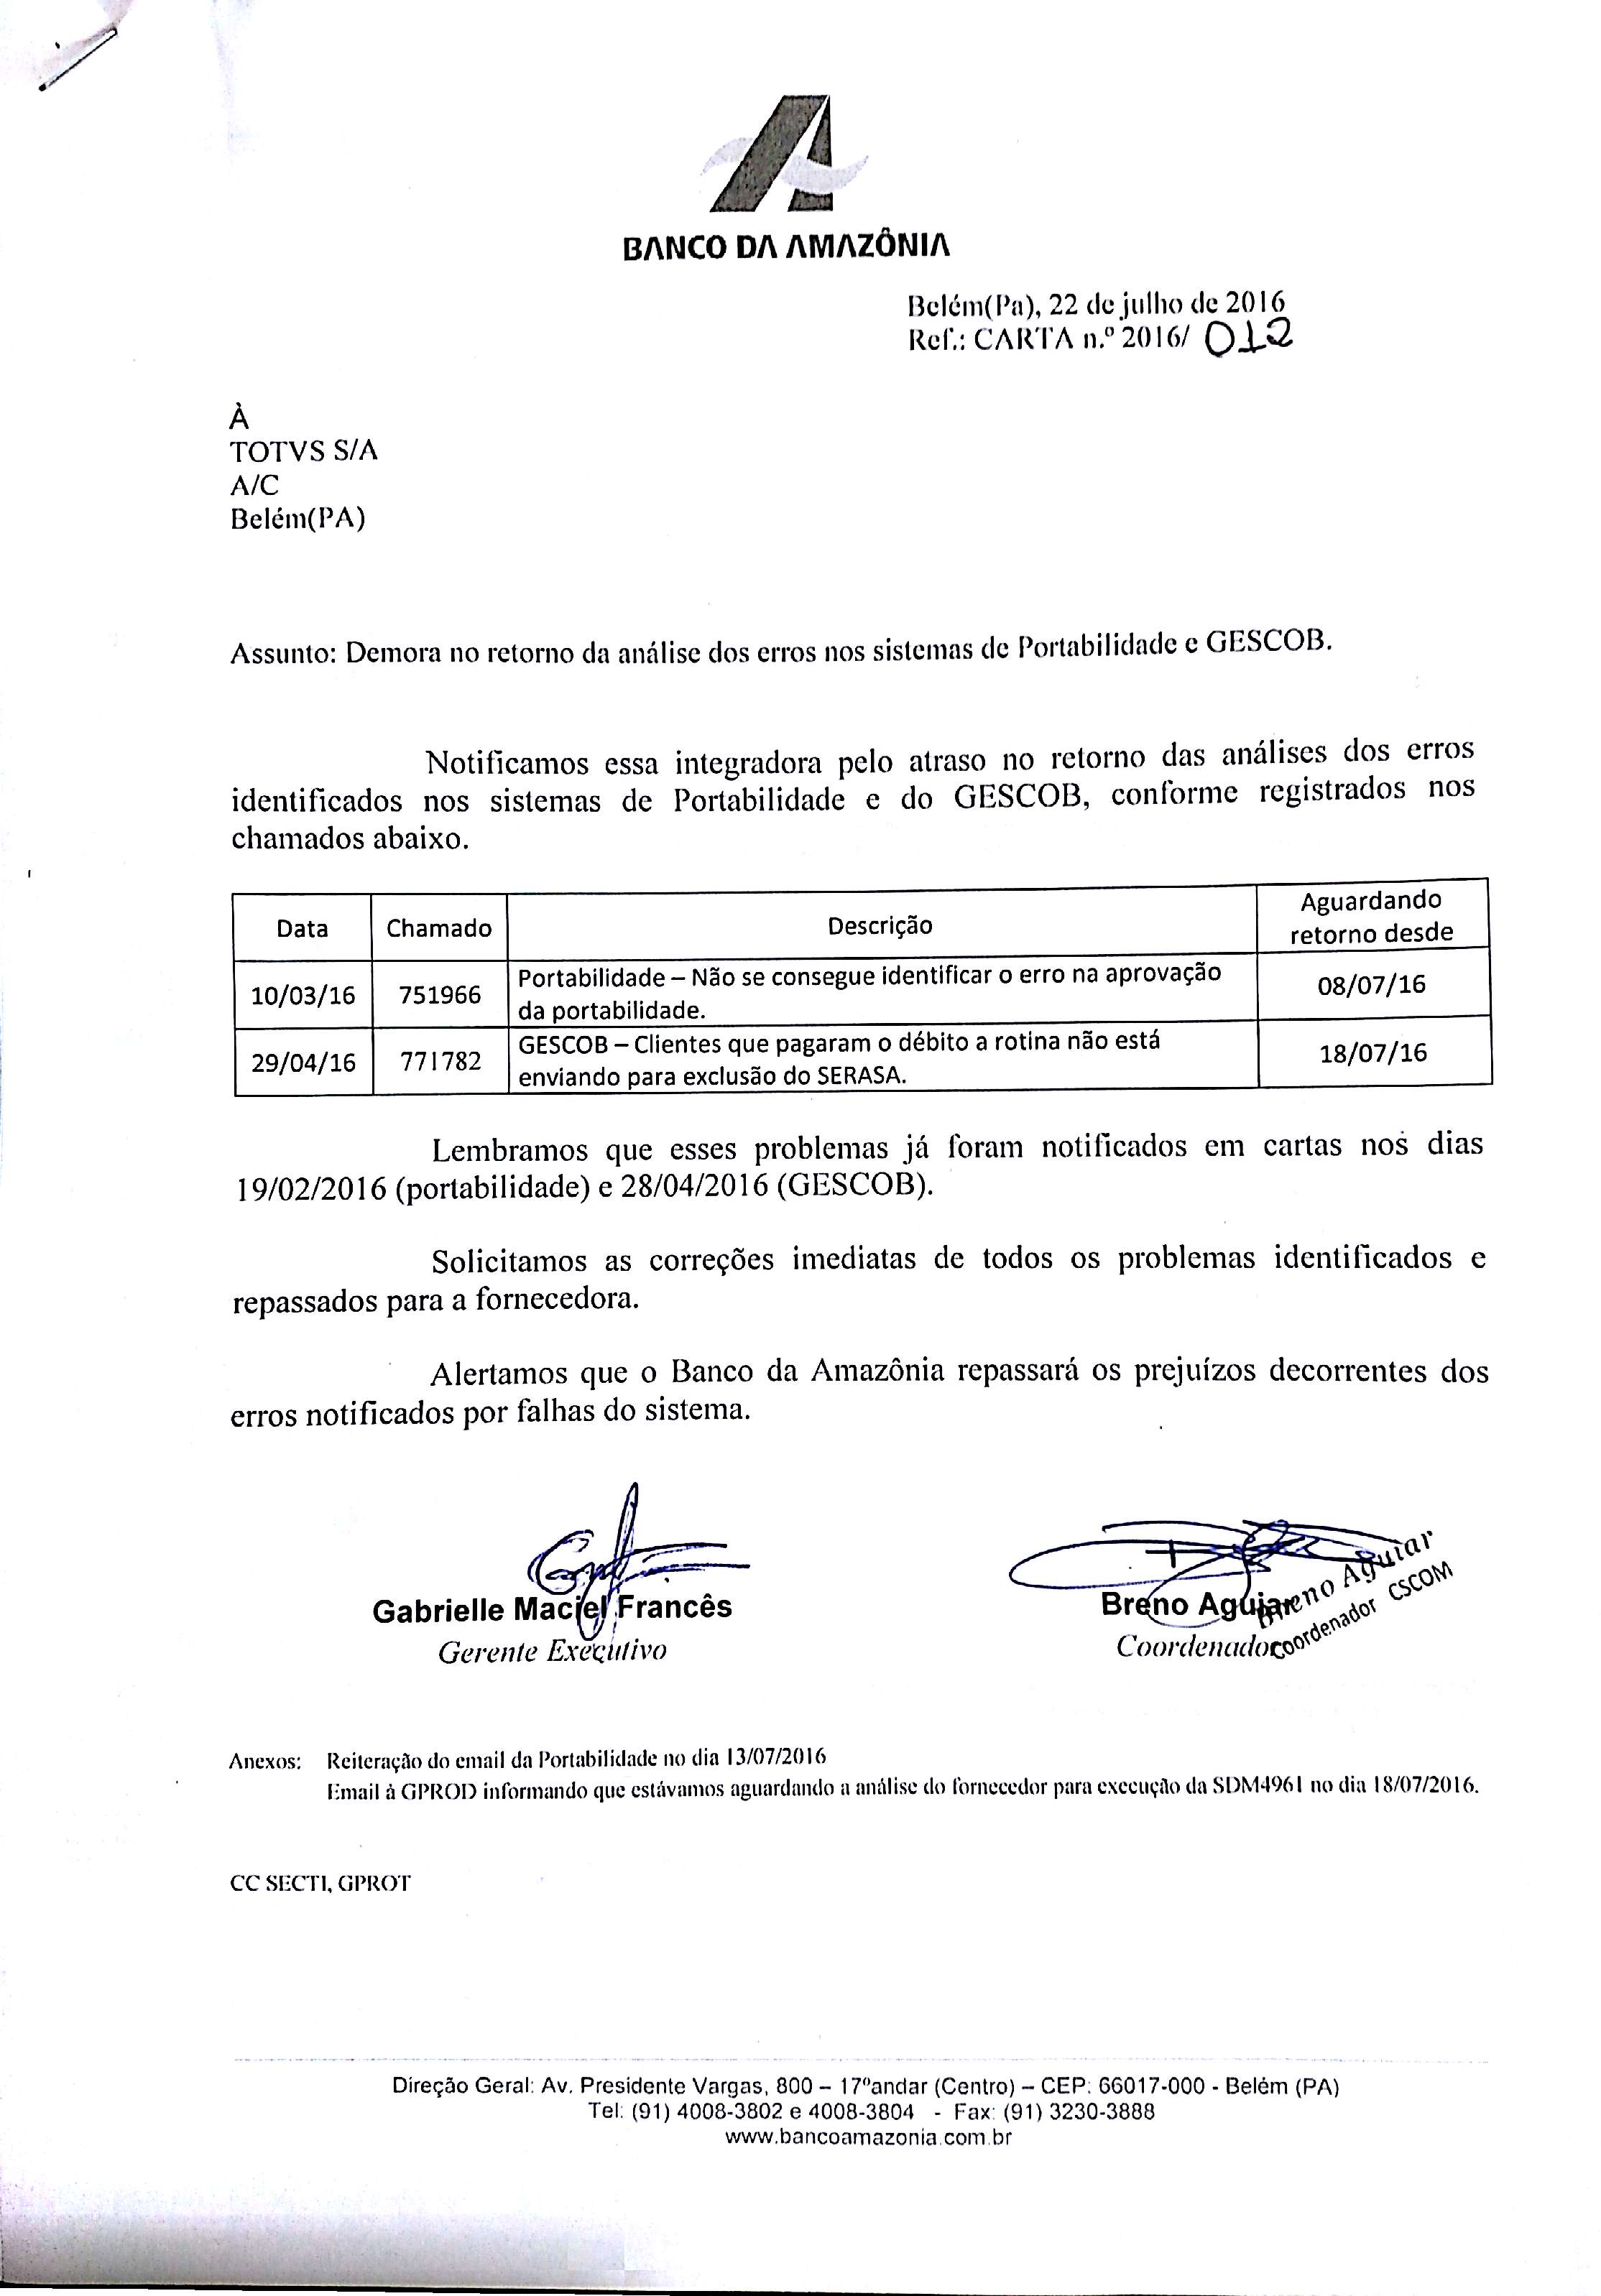 BANCO DA AMAZÔNIA
Belém(Pa), 22 de julho de 2016
Ref.: CARTA n.º 2016/ 012
À
TOTVS S/A
A/C
Belém(PA)
Assunto: Demora no retorno da análise dos erros nos sistemas de Portabilidade e GESCOB.
Notificamos essa integradora pelo atraso no retorno das análises dos erros
identificados nos sistemas de Portabilidade e do GESCOB, conforme registrados nos
chamados abaixo.
Data Chamado Descrição Aguardando retorno desde
10/03/16 751966 Portabilidade – Não se consegue identificar o erro na aprovação
da portabilidade. 08/07/16
29/04/16 771782 GESCOB – Clientes que pagaram o débito a rotina não está
enviando para exclusão do SERASA. 18/07/16
Lembramos que esses problemas já foram notificados em cartas nos dias
19/02/2016 (portabilidade) e 28/04/2016 (GESCOB).
Solicitamos as correções imediatas de todos os problemas identificados e
repassados para a fornecedora.
Alertamos que o Banco da Amazônia repassará os prejuízos decorrentes dos
erros notificados por falhas do sistema.
Gabrielle Maciel Francês
Gerente Executivo
Breno Aguiar
Coordenador
Breno Aguiar
Coordenador CSCOM
Anexos: Reiteração do email da Portabilidade no dia 13/07/2016
Email à GPROD informando que estávamos aguardando a análise do fornecedor para execução da SDM4961 no dia 18/07/2016.
CC SECTI, GPROT
Direção Geral: Av. Presidente Vargas, 800 – 17ºandar (Centro) – CEP: 66017-000 - Belém (PA)
Tel: (91) 4008-3802 e 4008-3804 - Fax: (91) 3230-3888
www.bancoamazonia.com.br